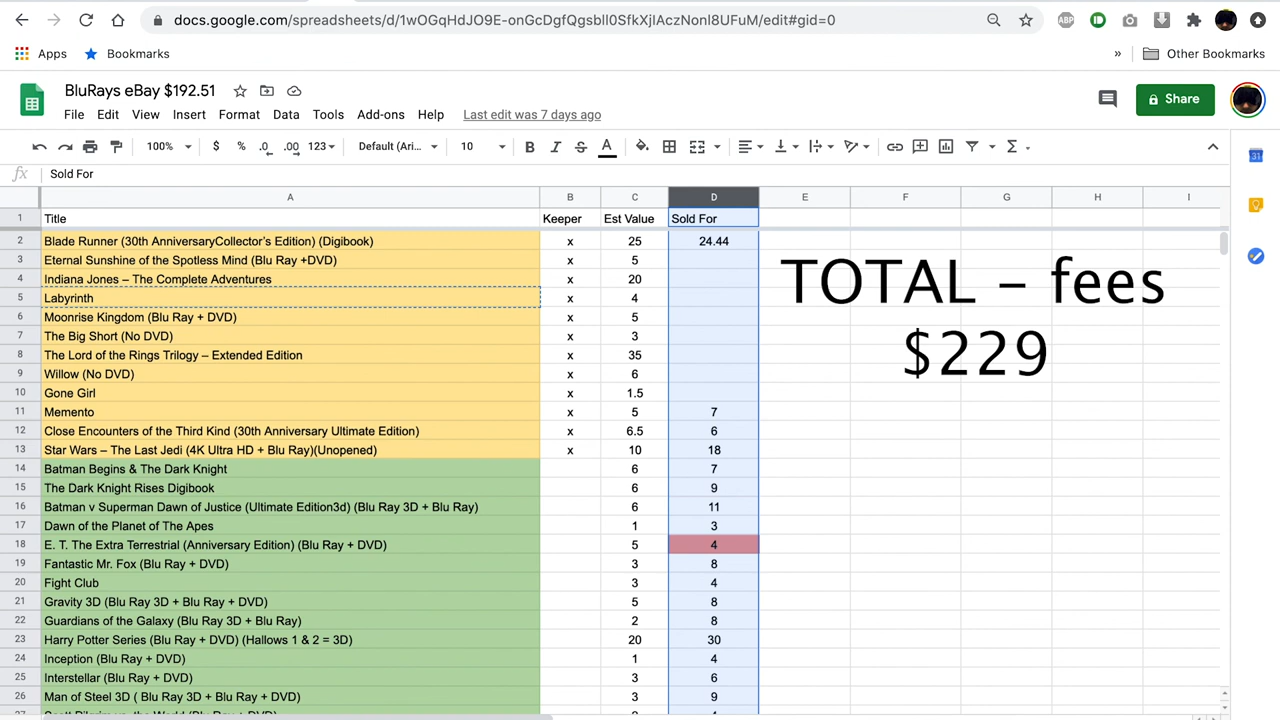 docs.google.com/spreadsheets/d/1wOGqHdJO9E-onGcDgfQgsbll0SfkXjIAczNonl8UFuM/edit#gid=0
ABP
Apps Bookmarks » Other Bookmarks
BluRays eBay $192.51
File Edit View Insert Format Data Tools Add-ons Help Last edit was 7 days ago
Share
100% $ % .0 .00 123 Default (Ari... 10 B I S A Σ
31
fx Sold For
A B C D E F G H I
1 Title Keeper Est Value Sold For
2 Blade Runner (30th AnniversaryCollector's Edition) (Digibook) x 25 24.44
3 Eternal Sunshine of the Spotless Mind (Blu Ray +DVD) x 5
4 Indiana Jones – The Complete Adventures x 20
5 Labyrinth x 4
6 Moonrise Kingdom (Blu Ray + DVD) x 5
7 The Big Short (No DVD) x 3
8 The Lord of the Rings Trilogy – Extended Edition x 35
9 Willow (No DVD) x 6
10 Gone Girl x 1.5
11 Memento x 5 7
12 Close Encounters of the Third Kind (30th Anniversary Ultimate Edition) x 6.5 6
13 Star Wars – The Last Jedi (4K Ultra HD + Blu Ray)(Unopened) x 10 18
14 Batman Begins & The Dark Knight 6 7
15 The Dark Knight Rises Digibook 6 9
16 Batman v Superman Dawn of Justice (Ultimate Edition3d) (Blu Ray 3D + Blu Ray) 6 11
17 Dawn of the Planet of The Apes 1 3
18 E. T. The Extra Terrestrial (Anniversary Edition) (Blu Ray + DVD) 5 4
19 Fantastic Mr. Fox (Blu Ray + DVD) 3 8
20 Fight Club 3 4
21 Gravity 3D (Blu Ray 3D + Blu Ray + DVD) 5 8
22 Guardians of the Galaxy (Blu Ray 3D + Blu Ray) 2 8
23 Harry Potter Series (Blu Ray + DVD) (Hallows 1 & 2 = 3D) 20 30
24 Inception (Blu Ray + DVD) 1 4
25 Interstellar (Blu Ray + DVD) 3 6
26 Man of Steel 3D ( Blu Ray 3D + Blu Ray + DVD) 3 9
TOTAL – fees
$229